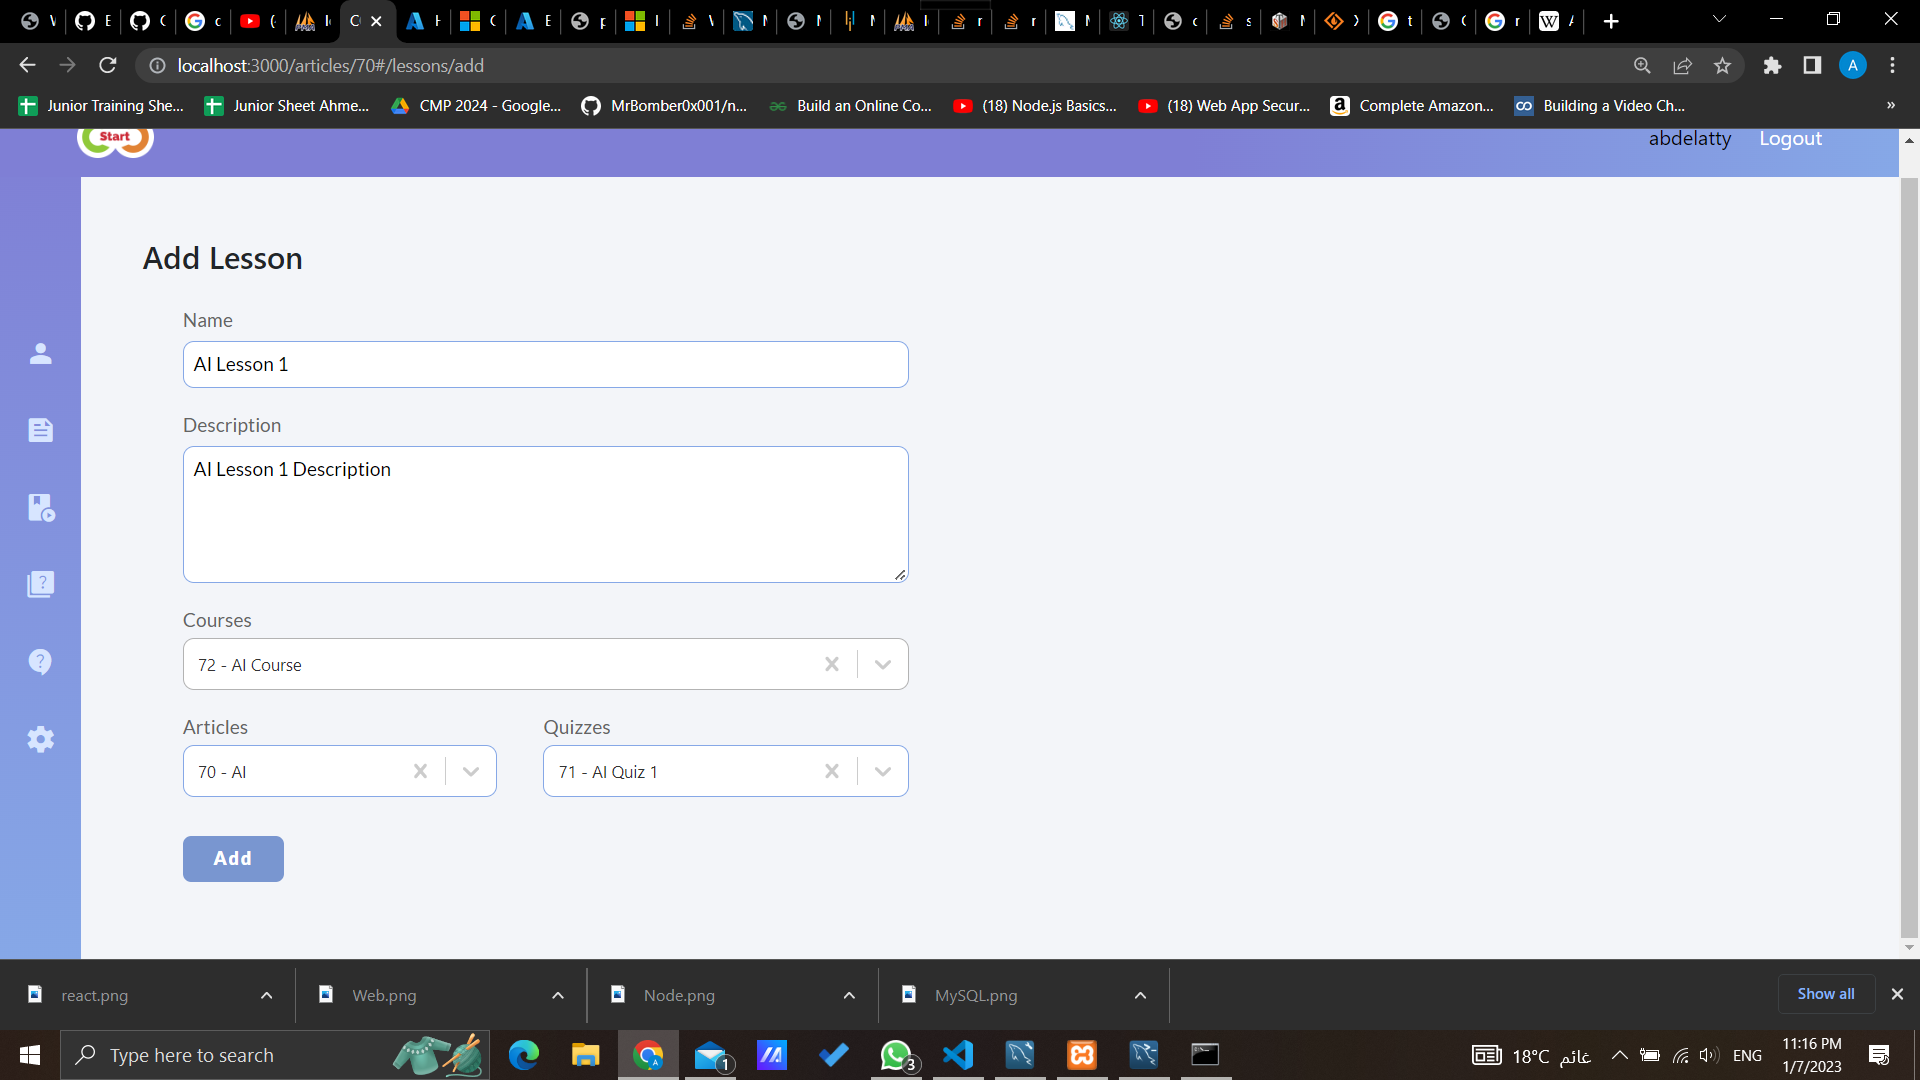 localhost:3000/articles/70#/lessons/add
A
Junior Training She...
Junior Sheet Ahme...
CMP 2024 - Google...
MrBomber0x001/n...
Build an Online Co...
(18) Node.js Basics...
(18) Web App Secur...
Complete Amazon...
Building a Video Ch...
»
Start
abdelatty
Logout
Add Lesson
Name
AI Lesson 1
Description
AI Lesson 1 Description
Courses
72 - AI Course
Articles
Quizzes
70 - AI
71 - AI Quiz 1
Add
react.png
Web.png
Node.png
MySQL.png
Show all
Type here to search
1
3
18°C غائم
ENG
11:16 PM
1/7/2023